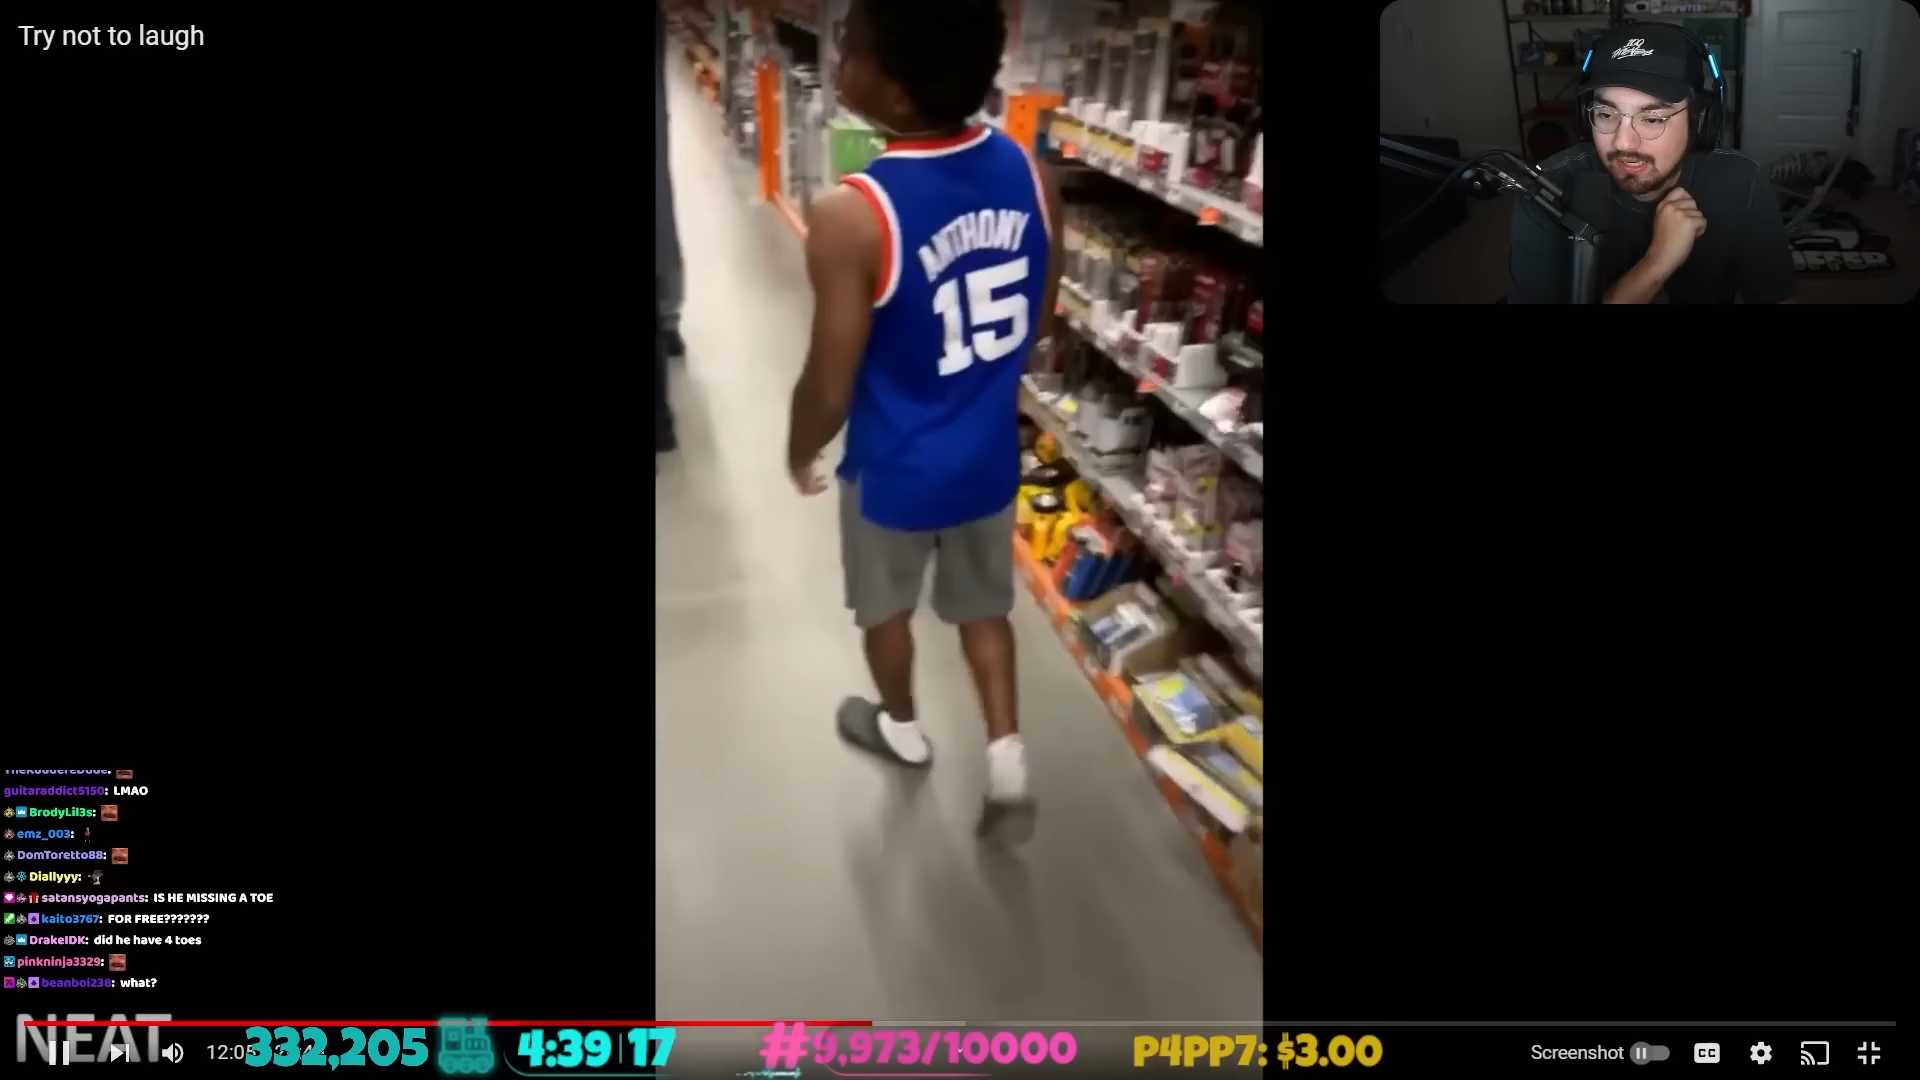 Try not to laugh
ANTHONY
15
guitaraddict5150: LMAO
BrodyLil3s:
emz_003:
DomToretto88:
Diallyyy:
satansyogapants: IS HE MISSING A TOE
kaito3767: FOR FREE???????
DrakeIDK: did he have 4 toes
pinkninja3329:
beanboi238: what?
NEAT
332,205
4:39 | 17
#9,973/10000
P4PP7: $3.00
Screenshot
CC